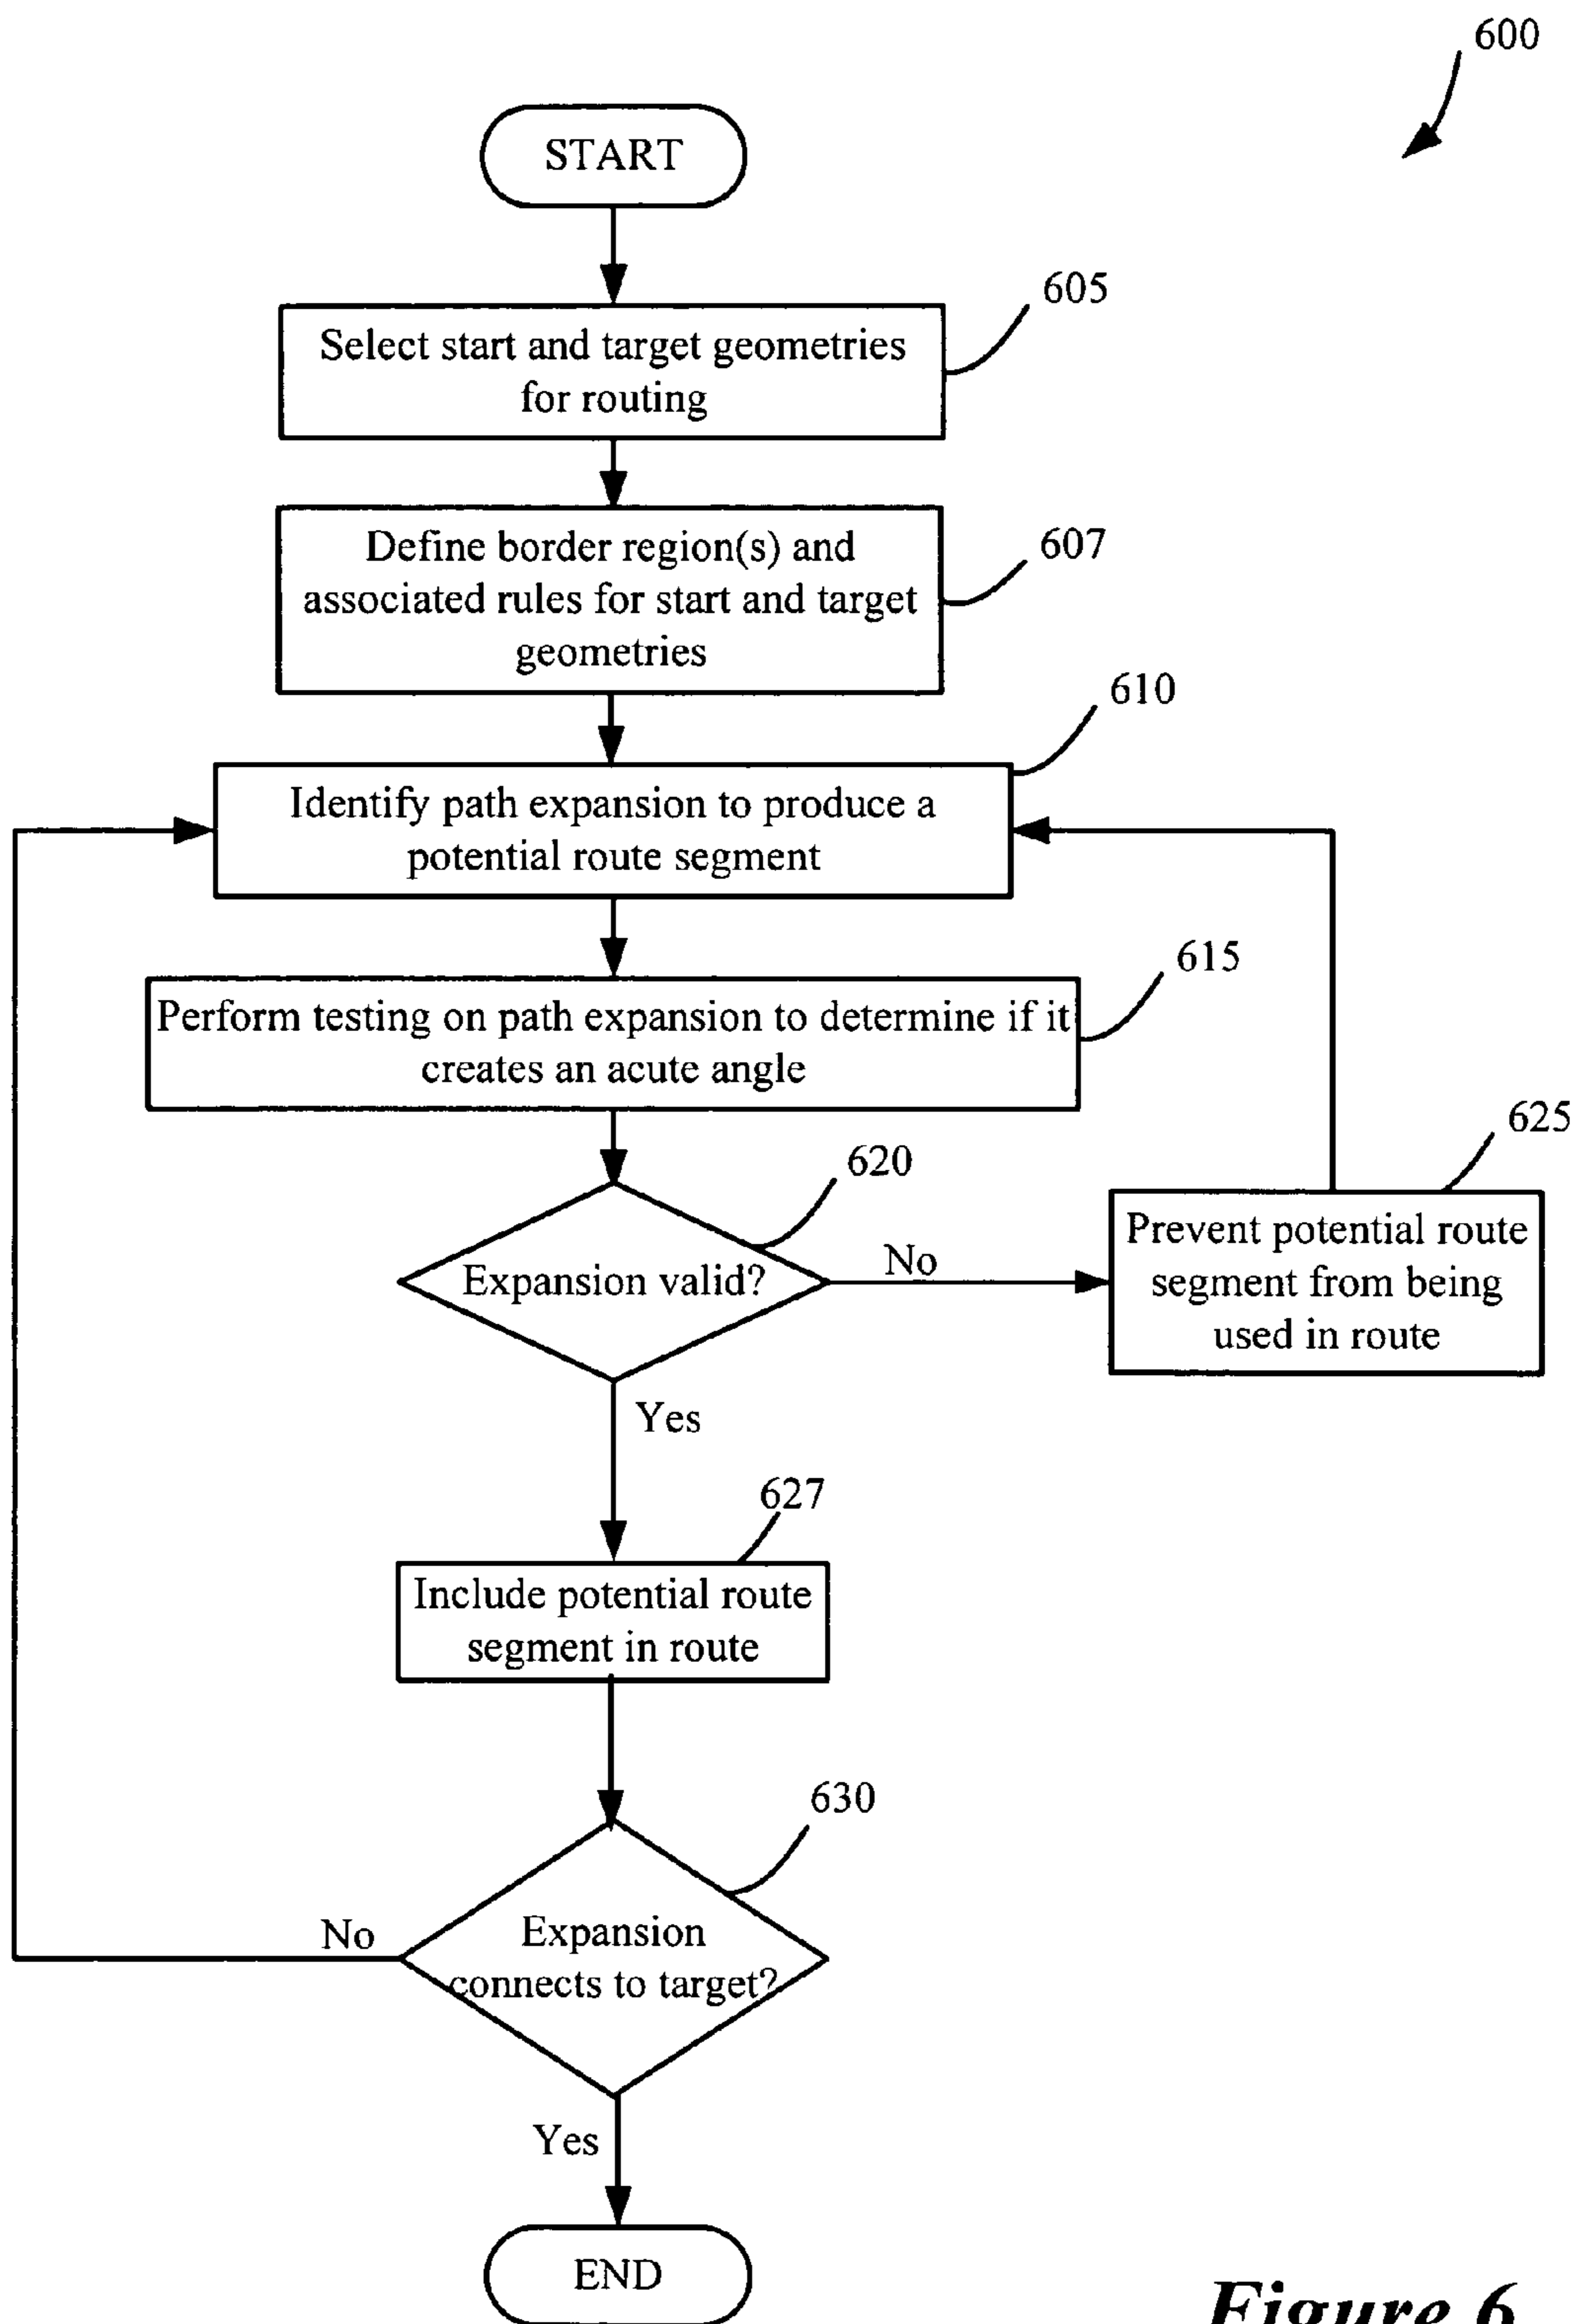 600
START
605
Select start and target geometries
for routing
607
Define border region(s) and
associated rules for start and target
geometries
610
Identify path expansion to produce a
potential route segment
615
Perform testing on path expansion to determine if it
creates an acute angle
620
Expansion valid?
No
625
Prevent potential route
segment from being
used in route
Yes
627
Include potential route
segment in route
630
Expansion
connects to target?
No
Yes
END
Figure 6